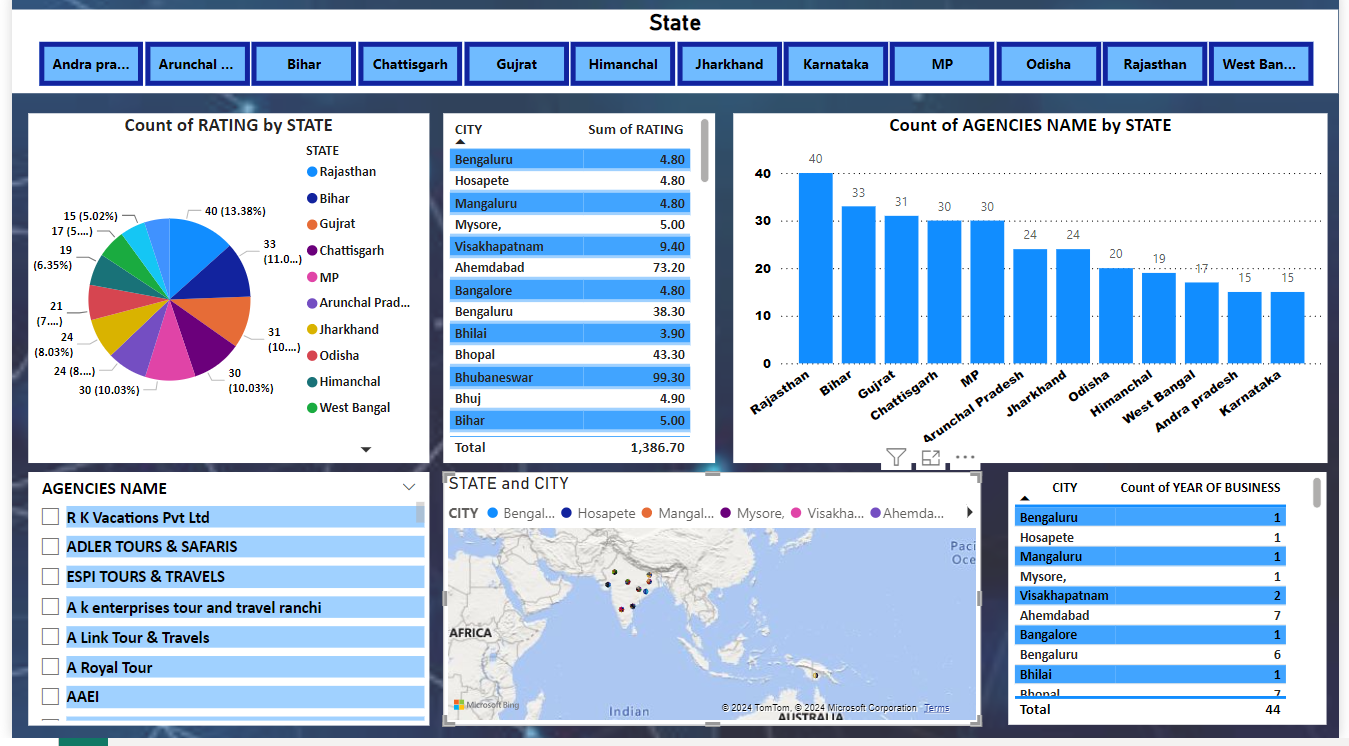 State
Andra pra...
Arunchal ...
Bihar
Chattisgarh
Gujrat
Himanchal
Jharkhand
Karnataka
MP
Odisha
Rajasthan
West Ban...
Count of RATING by STATE
STATE
Rajasthan
Bihar
Gujrat
Chattisgarh
MP
Arunchal Prad...
Jharkhand
Odisha
Himanchal
West Bangal
40 (13.38%)
33
(11.0...)
31
(10....)
30
(10.03%)
30 (10.03%)
24 (8....)
24
(8.03%)
21
(7....)
19
(6.35%)
17 (5....)
15 (5.02%)
CITY Sum of RATING
Bengaluru 4.80
Hosapete 4.80
Mangaluru 4.80
Mysore, 5.00
Visakhapatnam 9.40
Ahemdabad 73.20
Bangalore 4.80
Bengaluru 38.30
Bhilai 3.90
Bhopal 43.30
Bhubaneswar 99.30
Bhuj 4.90
Bihar 5.00
Total 1,386.70
Count of AGENCIES NAME by STATE
40
30
20
10
0
40
33
31
30
30
24
24
20
19
17
15
15
Rajasthan
Bihar
Gujrat
Chattisgarh
MP
Arunchal Pradesh
Jharkhand
Odisha
Himanchal
West Bangal
Andra pradesh
Karnataka
AGENCIES NAME
R K Vacations Pvt Ltd
ADLER TOURS & SAFARIS
ESPI TOURS & TRAVELS
A k enterprises tour and travel ranchi
A Link Tour & Travels
A Royal Tour
AAEI
STATE and CITY
CITY Bengal... Hosapete Mangal... Mysore, Visakha... Ahemda...
Paci
Oce
AFRICA
Indian
AUSTRALIA
Microsoft Bing
© 2024 TomTom, © 2024 Microsoft Corporation Terms
CITY Count of YEAR OF BUSINESS
Bengaluru 1
Hosapete 1
Mangaluru 1
Mysore, 1
Visakhapatnam 2
Ahemdabad 7
Bangalore 1
Bengaluru 6
Bhilai 1
Bhopal 7
Total 44